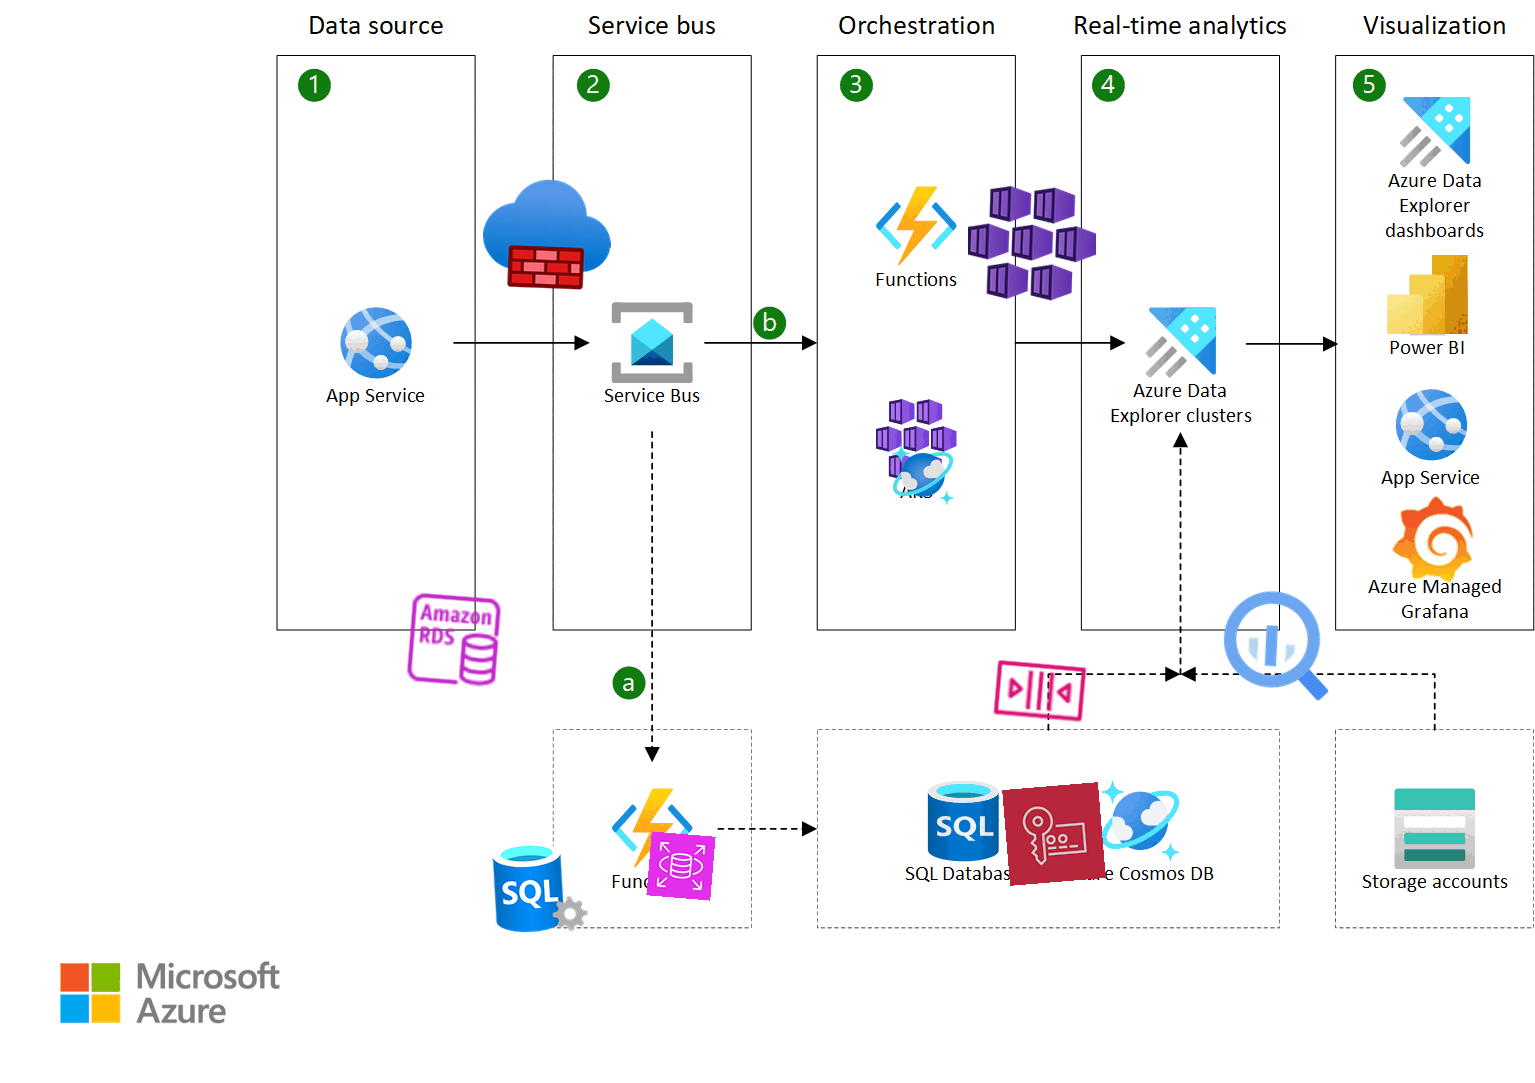 Data source
Service bus
Orchestration
Real-time analytics
Visualization
1
2
3
4
5
Azure Data
Explorer
dashboards
Functions
Power BI
b
App Service
Service Bus
Azure Data
Explorer clusters
App Service
Azure Managed
Grafana
Amazon
RDS
a
SQL
SQL
SQL Databas
e Cosmos DB
Storage accounts
Microsoft
Azure